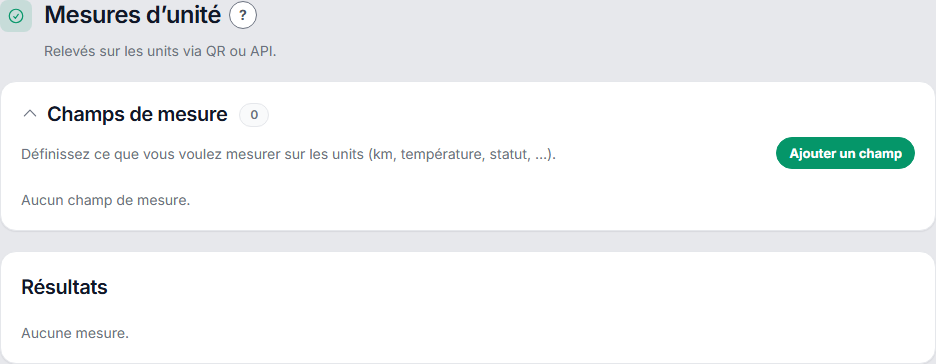 Mesures d’unité ?
Relevés sur les units via QR ou API.
Champs de mesure 0
Définissez ce que vous voulez mesurer sur les units (km, température, statut, …).
Ajouter un champ
Aucun champ de mesure.
Résultats
Aucune mesure.